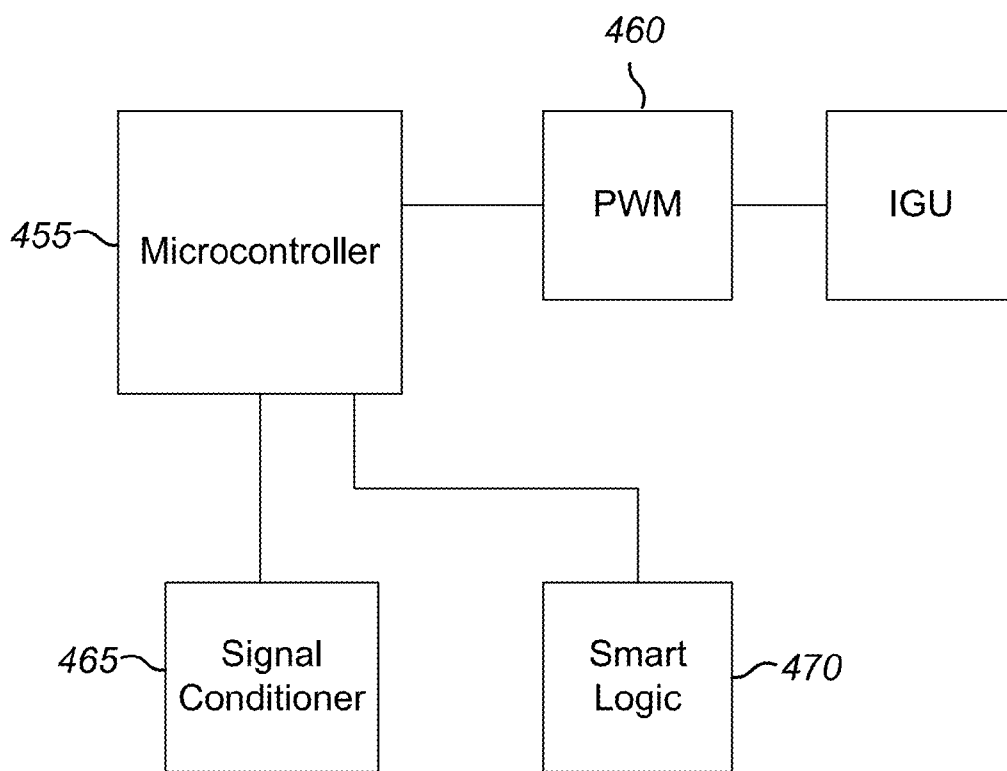 460
455
Microcontroller
PWM
IGU
465
Signal
Conditioner
Smart
Logic
470